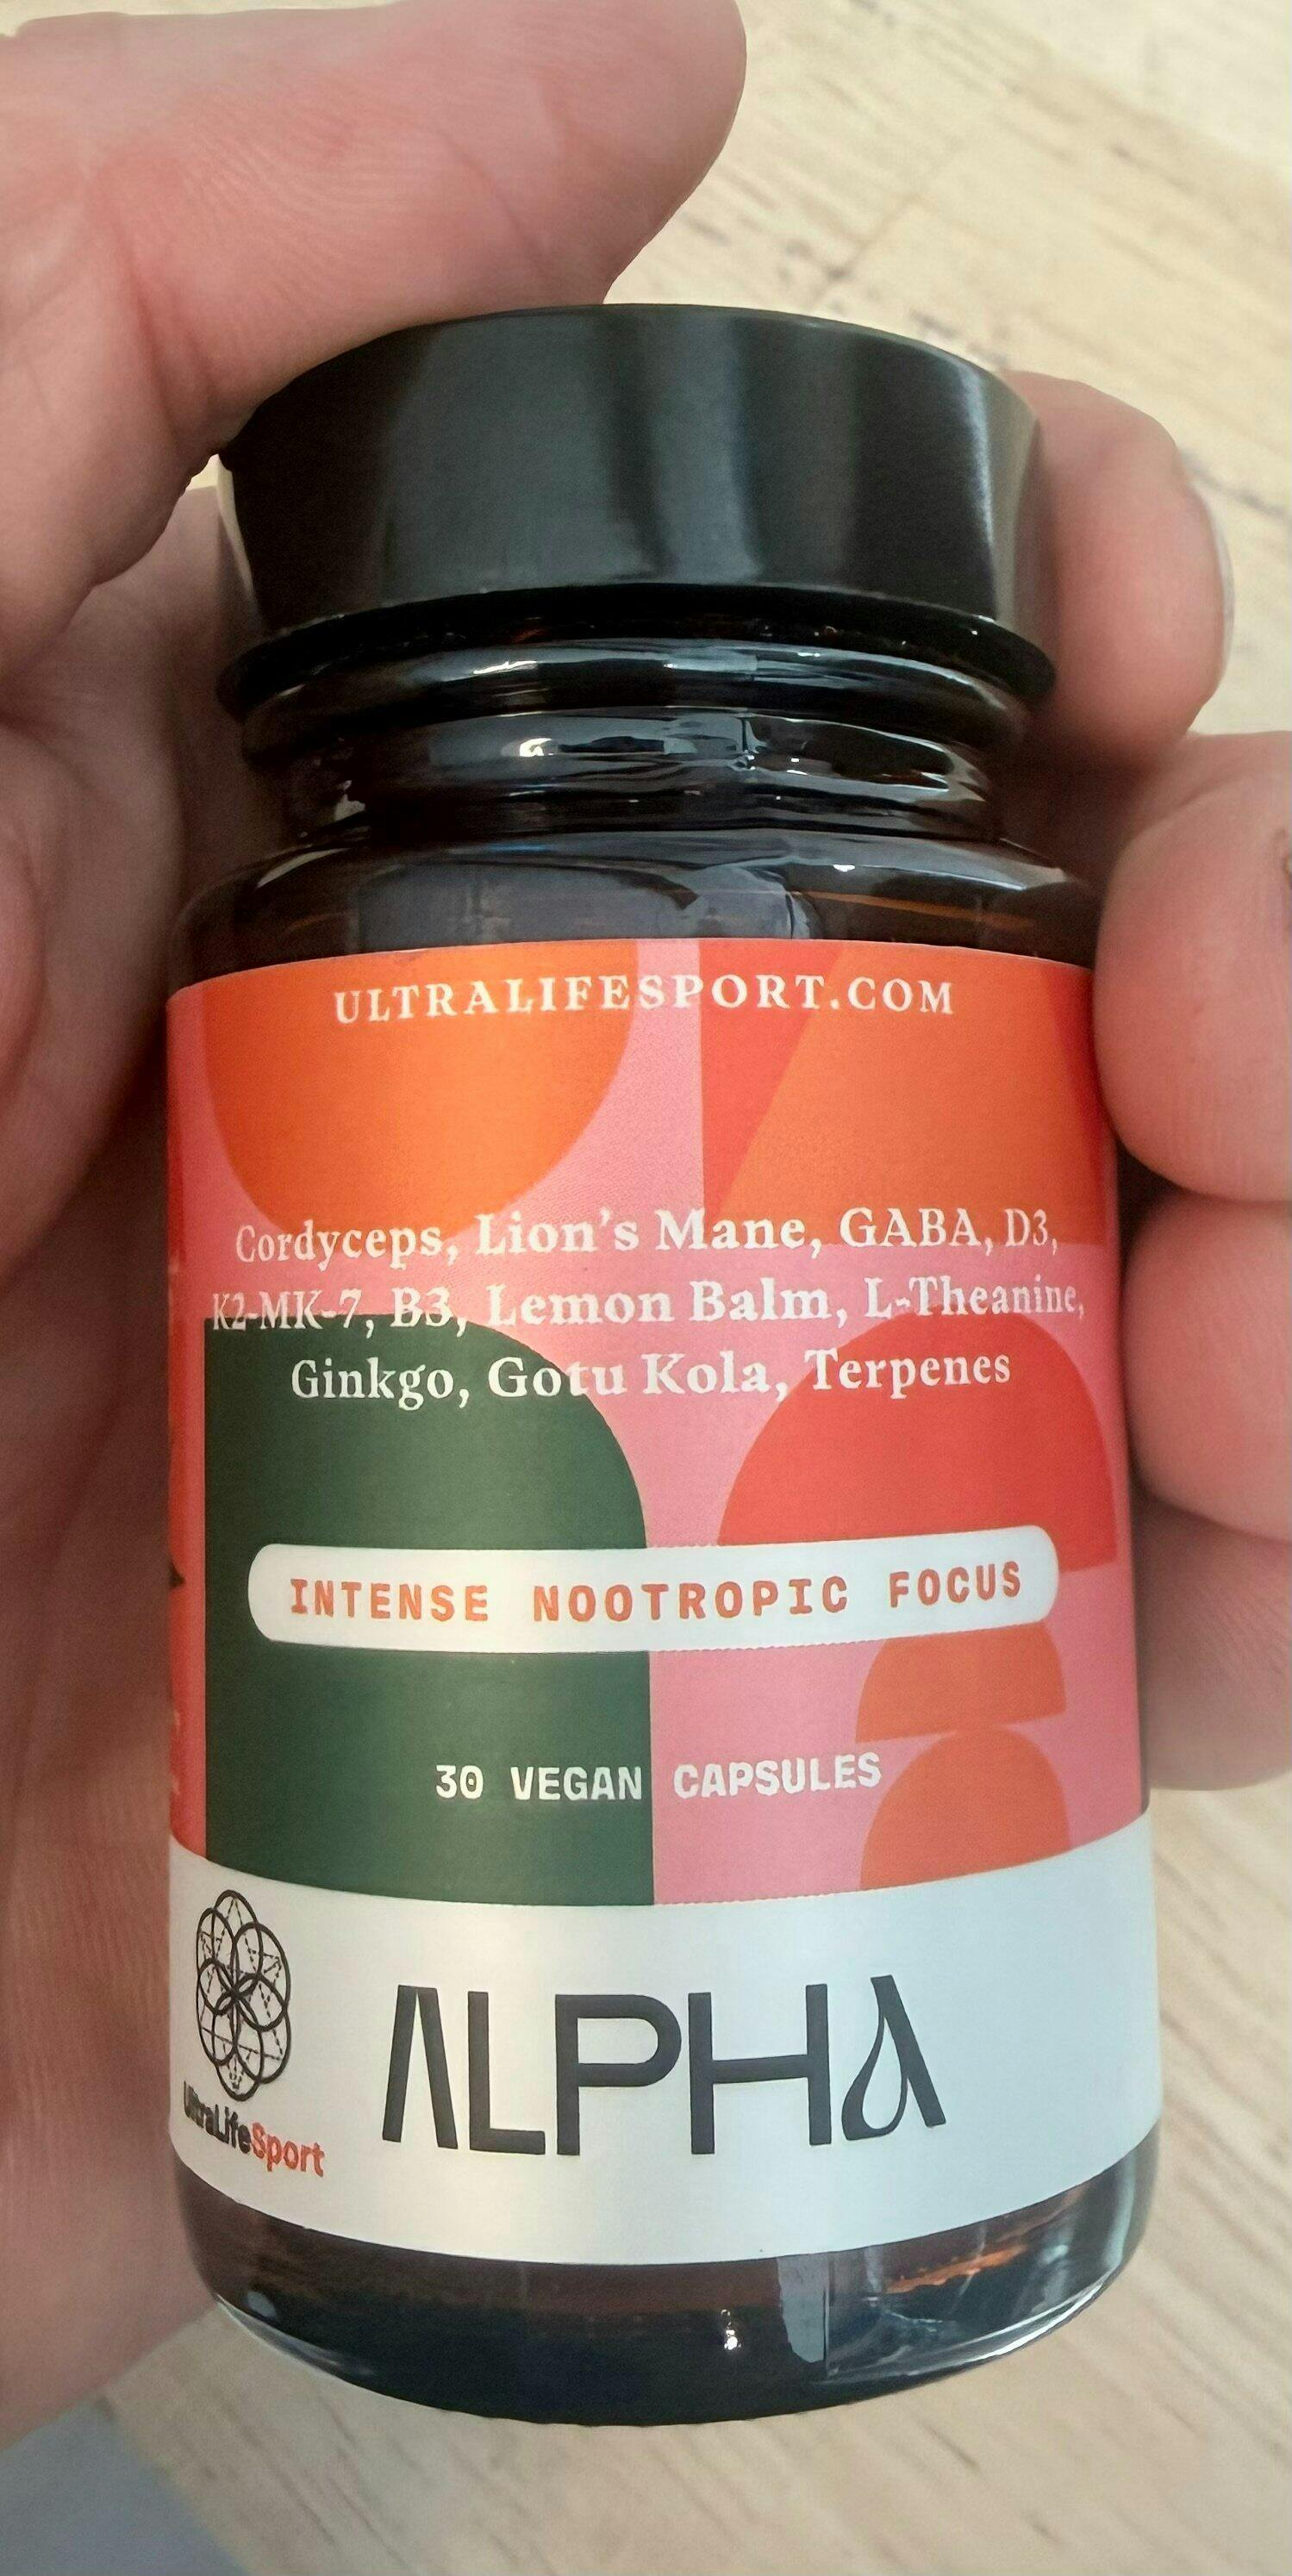 ULTRALIFESPORT.COM
Cordyceps, Lion's Mane, GABA, D3,
K2-MK-7, B3, Lemon Balm, L-Theanine,
Ginkgo, Gotu Kola, Terpenes
INTENSE NOOTROPIC FOCUS
30 VEGAN CAPSULES
ALPHA
UltraLifeSport